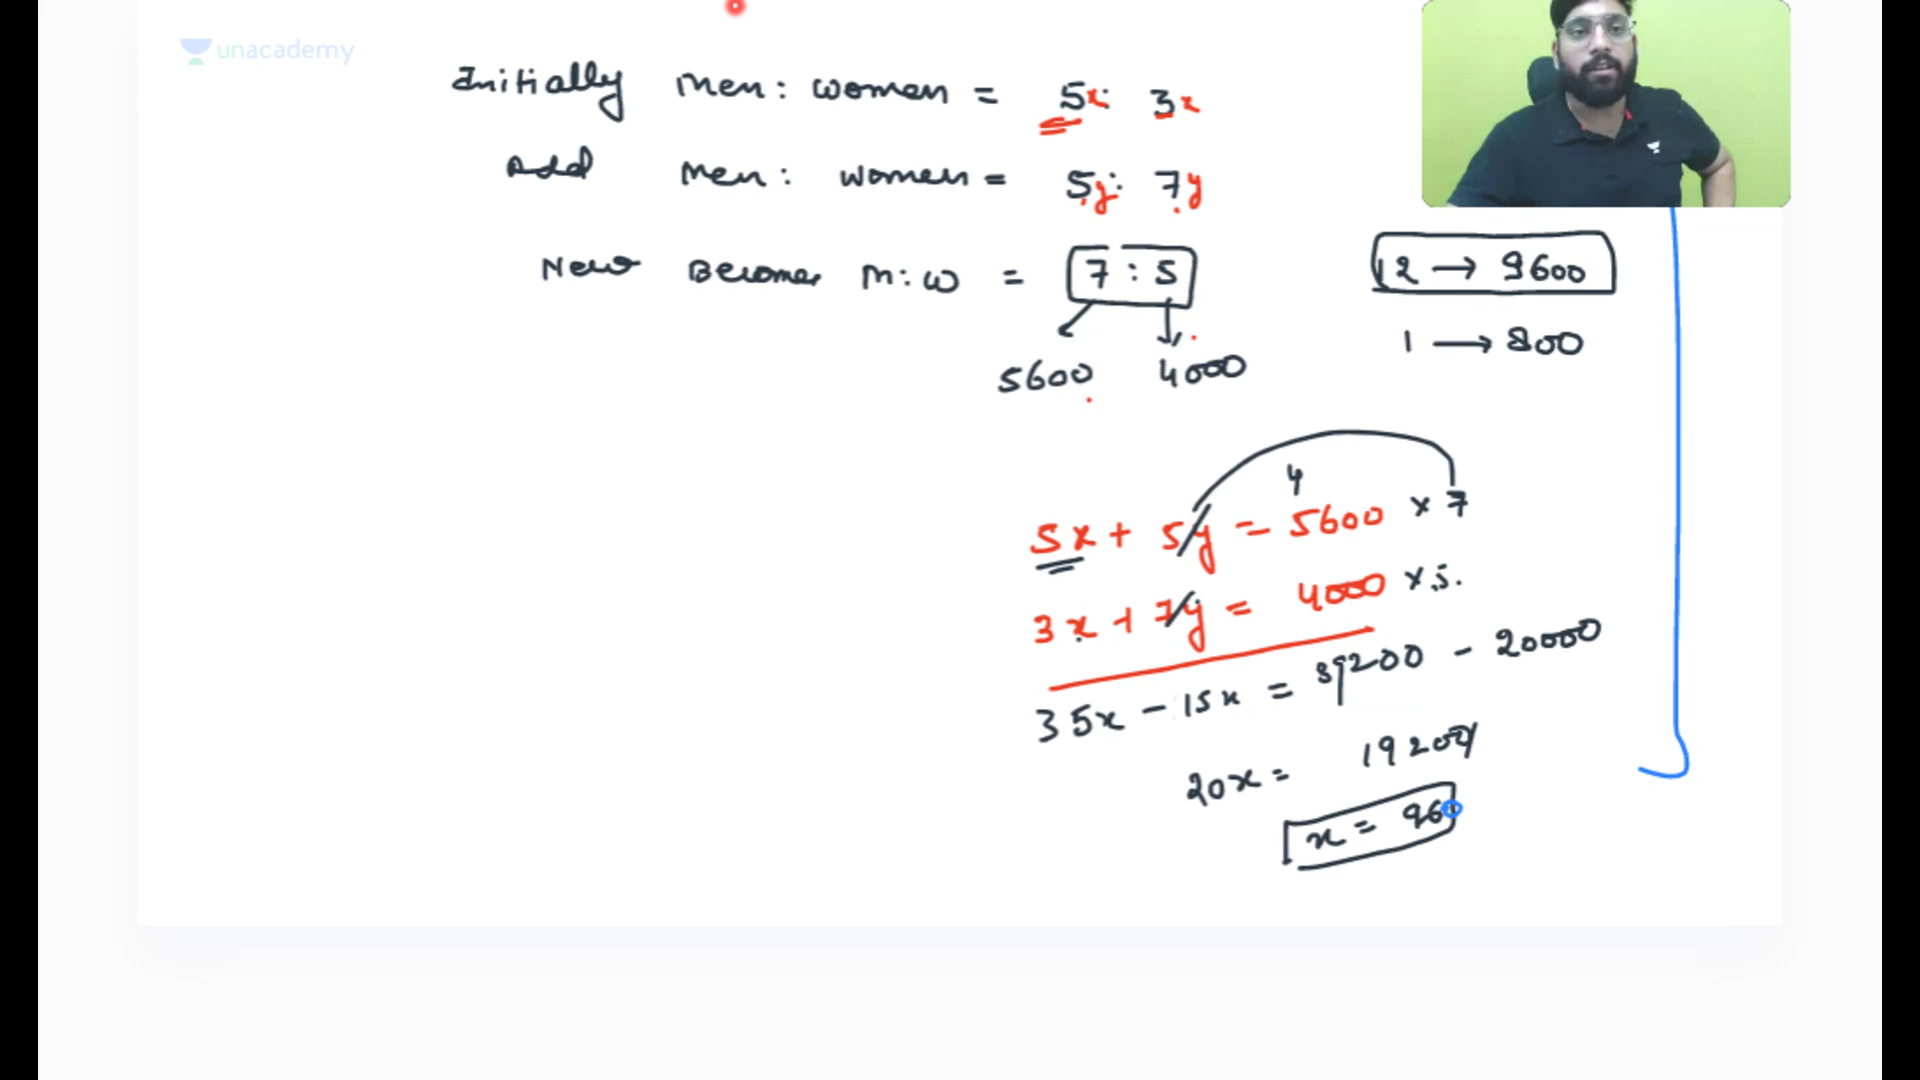 unacademy
Initially Men : Women = 5x : 3x
Add Men : Women = 5y : 7y
New Becomes M : W = 7 : 5
5600 4000
12 → 9600
1 → 800
4
5x + 5y = 5600 × 7
3x + 7y = 4000 × 5.
35x - 15x = 39200 - 20000
20x = 19200
x = 960